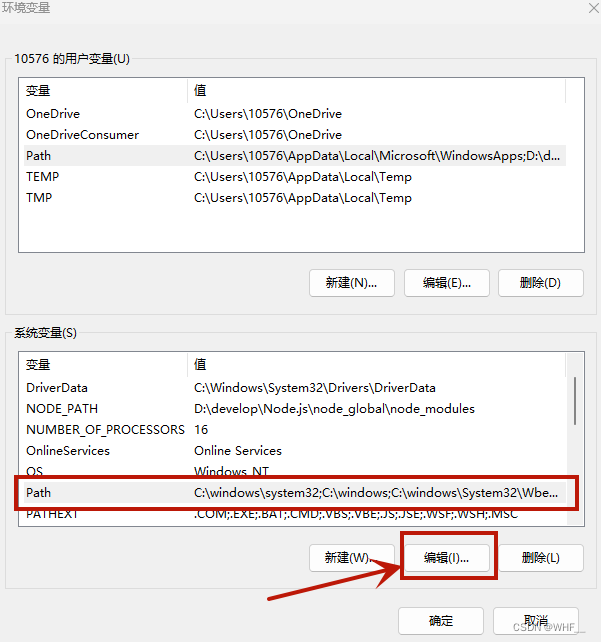 环境变量
10576 的用户变量(U)
变量 值
OneDrive C:\Users\10576\OneDrive
OneDriveConsumer C:\Users\10576\OneDrive
Path C:\Users\10576\AppData\Local\Microsoft\WindowsApps;D:\d...
TEMP C:\Users\10576\AppData\Local\Temp
TMP C:\Users\10576\AppData\Local\Temp
新建(N)... 编辑(E)... 删除(D)
系统变量(S)
变量 值
DriverData C:\Windows\System32\Drivers\DriverData
NODE_PATH D:\develop\Node.js\node_global\node_modules
NUMBER_OF_PROCESSORS 16
OnlineServices Online Services
OS Windows_NT
Path C:\windows\system32;C:\windows;C:\windows\System32\Wbe...
PATHEXT .COM;.EXE;.BAT;.CMD;.VBS;.VBE;.JS;.JSE;.WSF;.WSH;.MSC
新建(W)... 编辑(I)... 删除(L)
确定 取消
CSDN @WHF__